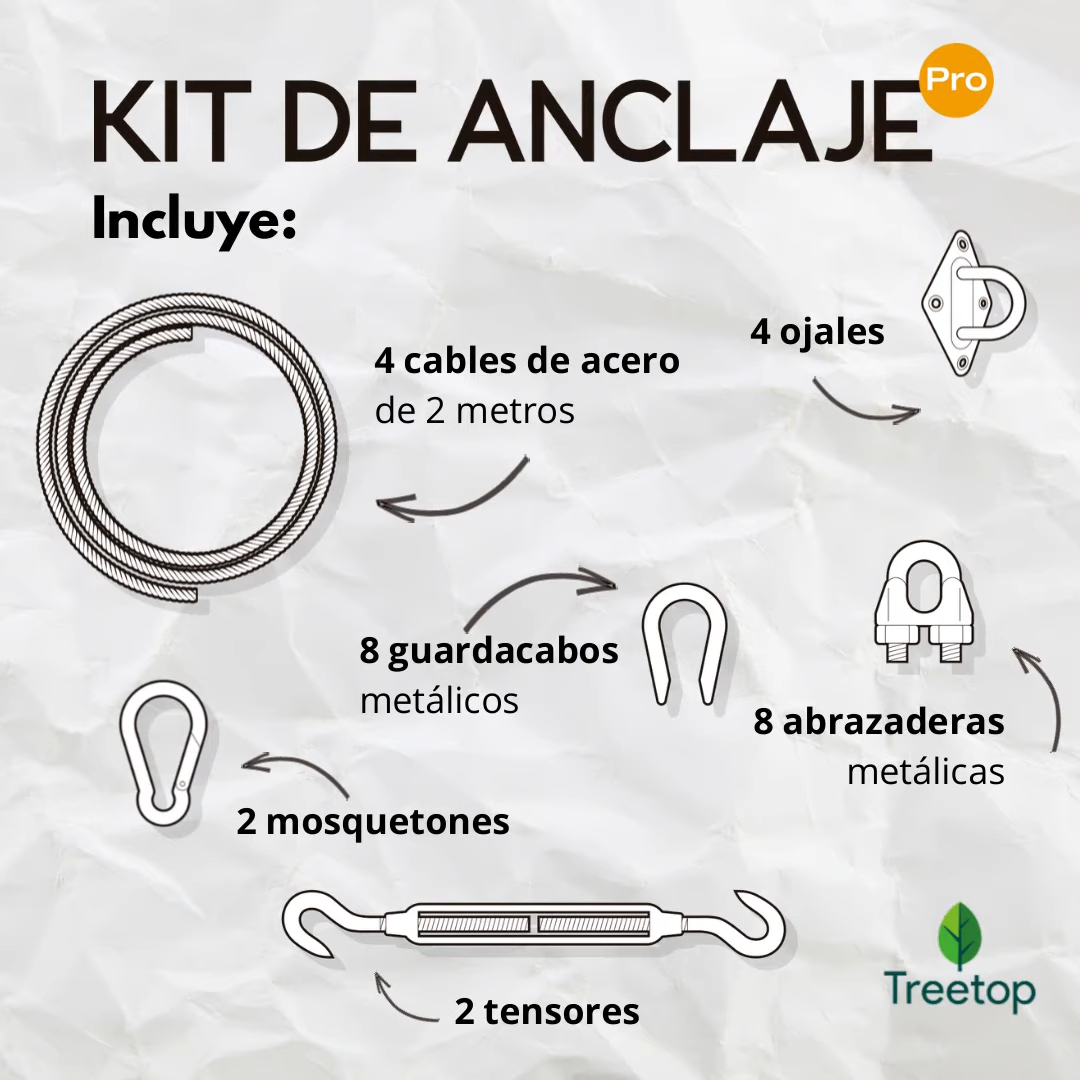 KIT DE ANCLAJE Pro
Incluye:
4 ojales
4 cables de acero
de 2 metros
8 guardacabos
metálicos
8 abrazaderas
metálicas
2 mosquetones
2 tensores
Treetop